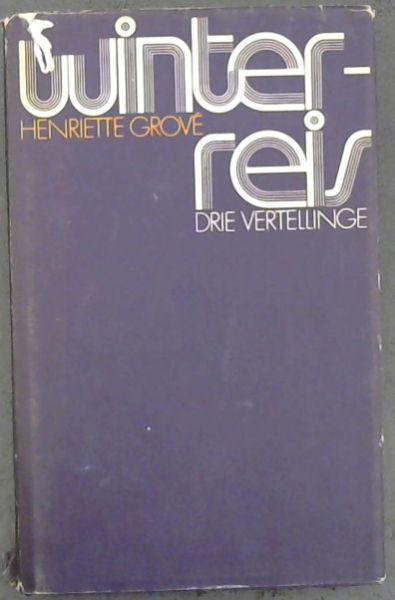 winter-
HENRIETTE GROVÉ
reis
DRIE VERTELLINGE